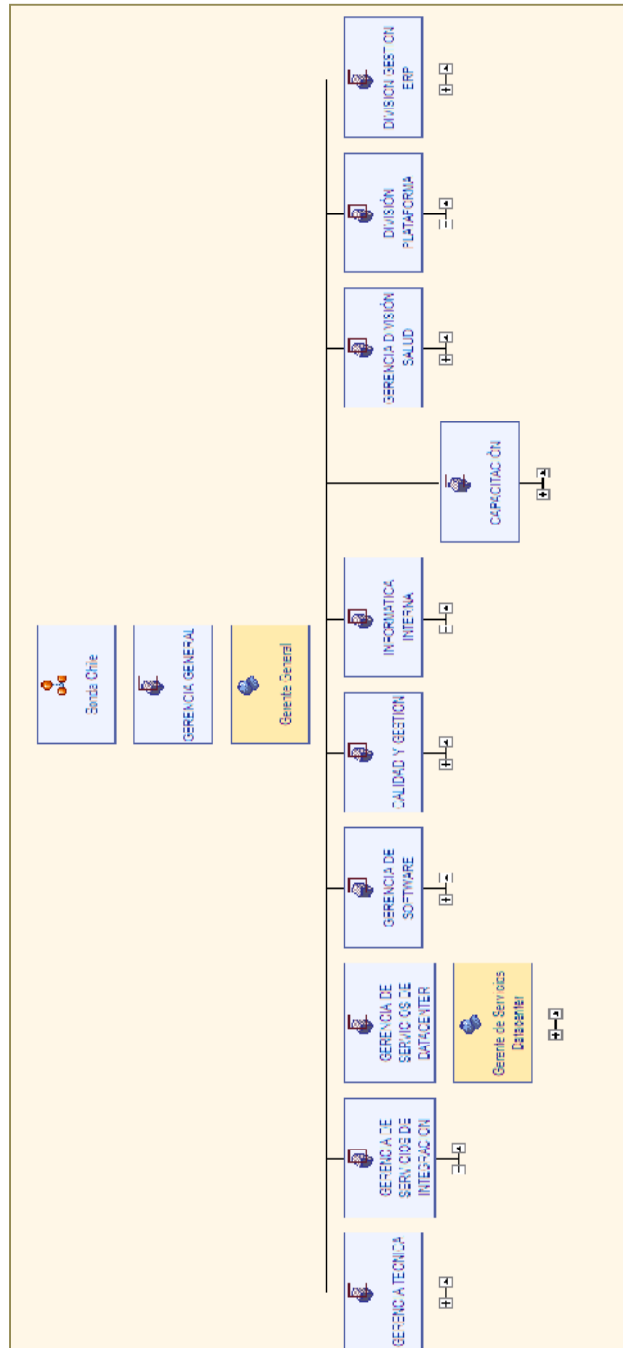 Sonda Chile
GERENCIA GENERAL
Gerente General
GERENCIA TECNICA
GERENCIA DE
SERVICIOS DE
INTEGRACION
GERENCIA DE
SERVICIOS DE
DATACENTER
Gerente de Servicios
Datacenter
GERENCIA DE
SOFTWARE
CALIDAD Y GESTION
INFORMATICA
INTERNA
CAPACITACIÓN
GERENCIA DIVISIÓN
SALUD
DIVISIÓN
PLATAFORMA
DIVISION GESTION
ERP